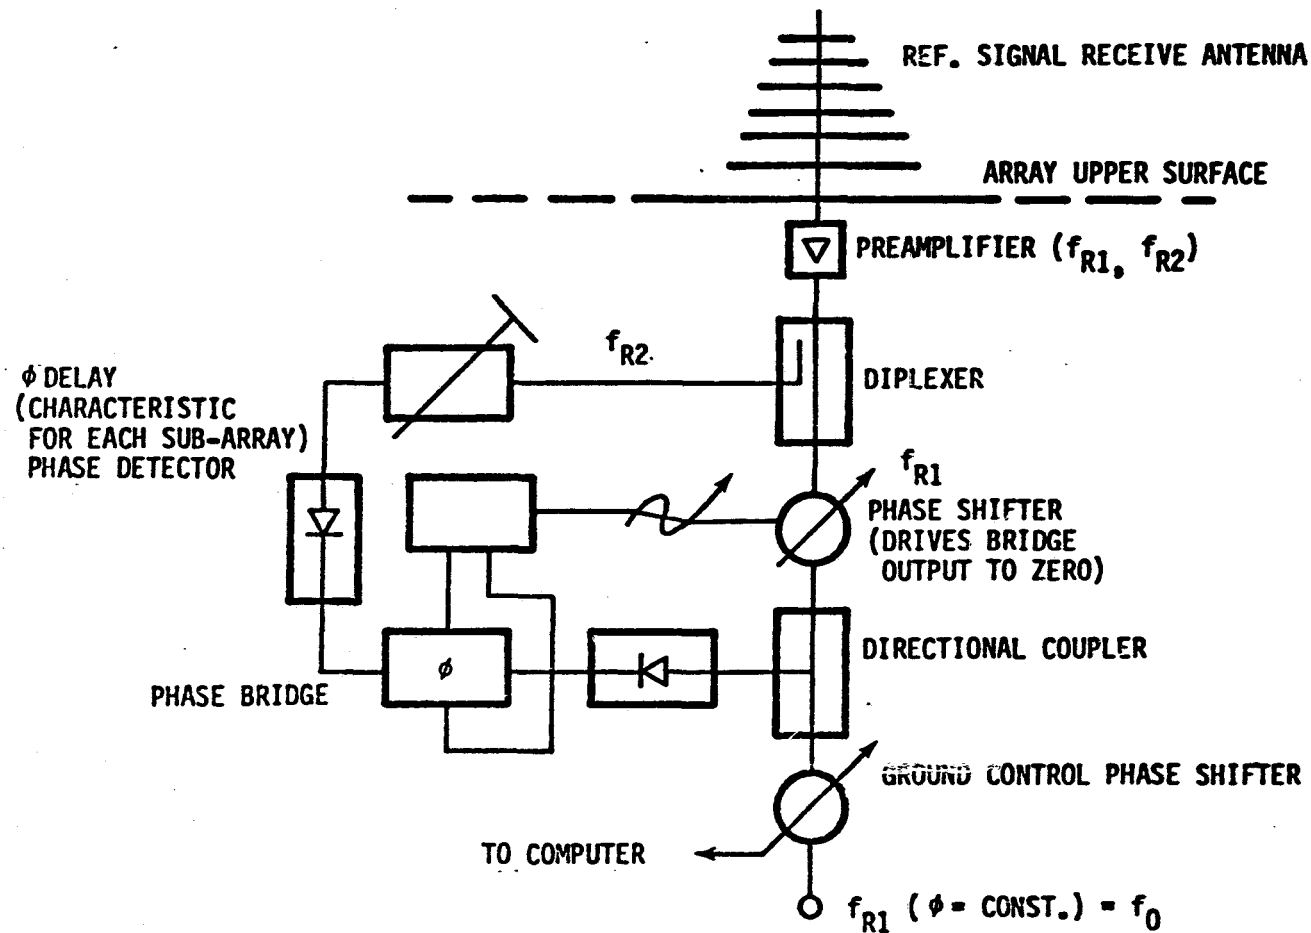 REF. SIGNAL RECEIVE ANTENNA
ARRAY UPPER SURFACE
PREAMPLIFIER (fR1, fR2)
fR2.
DIPLEXER
ϕ DELAY
(CHARACTERISTIC
FOR EACH SUB-ARRAY)
PHASE DETECTOR
fR1
PHASE SHIFTER
(DRIVES BRIDGE
OUTPUT TO ZERO)
DIRECTIONAL COUPLER
ϕ
PHASE BRIDGE
GROUND CONTROL PHASE SHIFTER
TO COMPUTER
fR1 (ϕ = CONST.) = f0